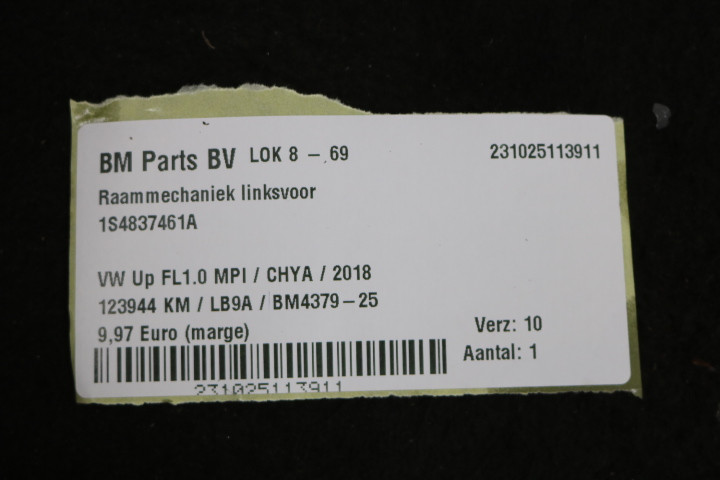 BM Parts BV LOK 8 - 69 231025113911
Raammechaniek linksvoor
1S4837461A
VW Up FL1.0 MPI / CHYA / 2018
123944 KM / LB9A / BM4379-25
9,97 Euro (marge) Verz: 10
Aantal: 1
231025113911